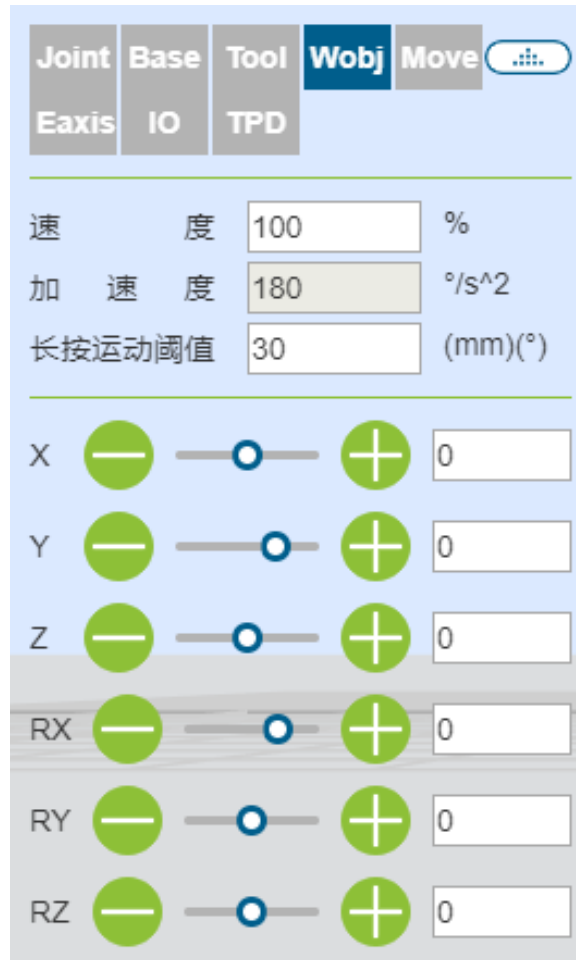 Joint Base Tool Wobj Move
Eaxis IO TPD
速度 100 %
加速度 180 °/s^2
长按运动阈值 30 (mm)(°)
X 0
Y 0
Z 0
RX 0
RY 0
RZ 0